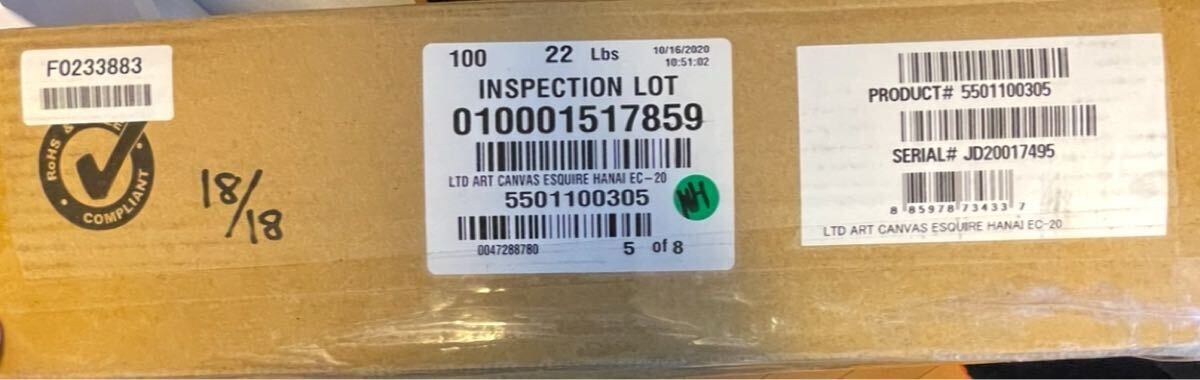 F0233883
RoHS &
COMPLIANT
18/18
100 22 Lbs 10/16/2020
10:51:02
INSPECTION LOT
010001517859
LTD ART CANVAS ESQUIRE HANAI EC-20
5501100305
WH
0047288780 5 of 8
PRODUCT# 5501100305
SERIAL# JD20017495
8 85978 73433 7
LTD ART CANVAS ESQUIRE HANAI EC-20